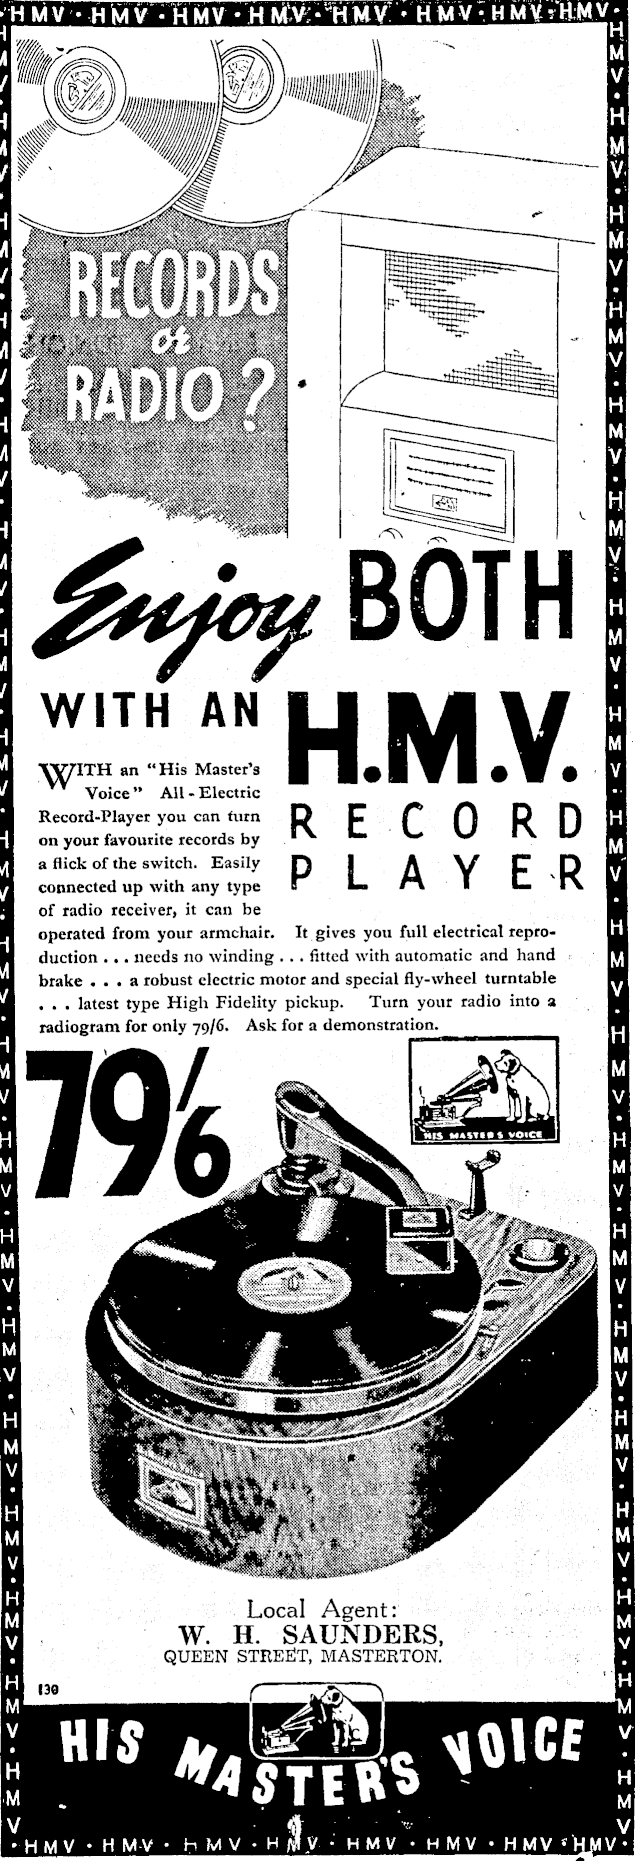 HMV · HMV · HMV · HMV · HMV · HMV · HMV · HMV
RECORDS
or
RADIO?
Enjoy BOTH
WITH AN H.M.V.
RECORD
PLAYER
WITH an "His Master's
Voice" All-Electric
Record-Player you can turn
on your favourite records by
a flick of the switch. Easily
connected up with any type
of radio receiver, it can be
operated from your armchair. It gives you full electrical repro-
duction . . . needs no winding . . . fitted with automatic and hand
brake . . . a robust electric motor and special fly-wheel turntable
. . . latest type High Fidelity pickup. Turn your radio into a
radiogram for only 79/6. Ask for a demonstration.
79/6
HIS MASTER'S VOICE
Local Agent:
W. H. SAUNDERS,
QUEEN STREET, MASTERTON.
130
HIS MASTER'S VOICE
HMV · HMV · HMV · HMV · HMV · HMV · HMV · HMV ·